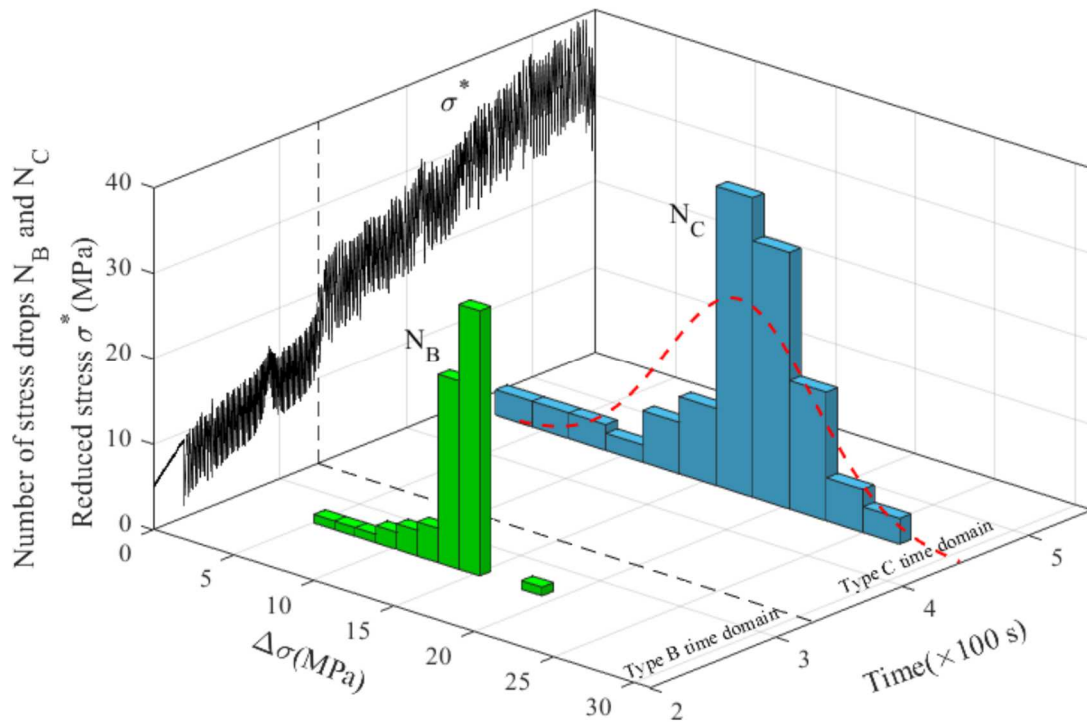 Number of stress drops N_B and N_C
Reduced stress σ* (MPa)
40
30
20
10
0
σ*
N_B
N_C
0
5
10
15
20
25
30
Δσ(MPa)
2
3
4
5
Time(×100 s)
Type B time domain
Type C time domain